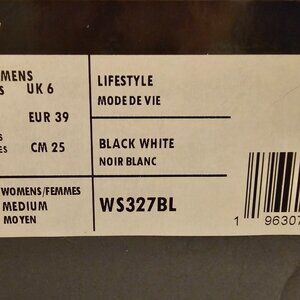 MENS
UK 6
EUR 39
CM 25
LIFESTYLE
MODE DE VIE
BLACK WHITE
NOIR BLANC
WOMENS/FEMMES
MEDIUM
MOYEN
WS327BL
1 96307